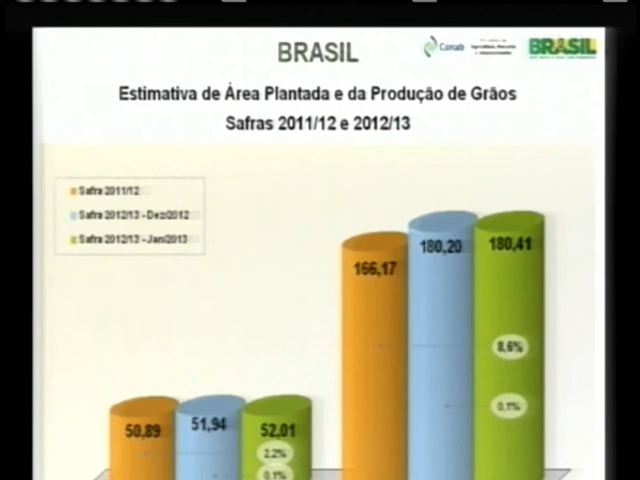 BRASIL
Conab
BRASIL
Estimativa de Área Plantada e da Produção de Grãos
Safras 2011/12 e 2012/13
Safra 2011/12
Safra 2012/13 - Dez/2012
Safra 2012/13 - Jan/2013
166,17
180,20
180,41
8,6%
0,1%
50,89
51,94
52,01
2,2%
0,1%